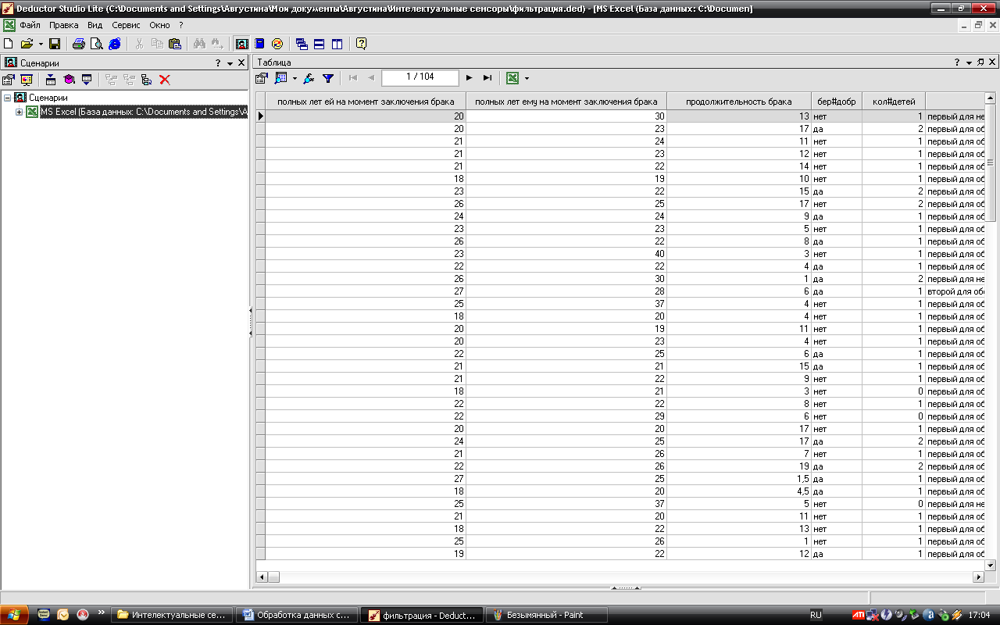 Deductor Studio Lite (C:\Documents and Settings\Августина\Мои документы\Августина\Интелектуальные сенсоры\фильтрация.ded) - [MS Excel (База данных: C:\Documen]
Файл Правка Вид Сервис Окно ?
Сценарии
Таблица
1 / 104
Сценарии
MS Excel (База данных: C:\Documents and Settings\А
полных лет ей на момент заключения брака полных лет ему на момент заключения брака продолжительность брака бер#добр кол#детей
20 30 13 нет 1 первый для не
20 23 17 да 2 первый для об
21 24 11 нет 1 первый для об
21 23 12 нет 1 первый для об
21 22 14 нет 1 первый для об
18 19 10 нет 1 первый для об
23 22 15 да 2 первый для об
26 25 17 нет 2 первый для об
24 24 9 да 1 первый для об
23 23 5 нет 1 первый для об
26 22 8 да 1 первый для об
23 40 3 нет 1 первый для об
22 22 4 да 1 первый для об
26 30 1 да 2 первый для не
27 28 6 да 1 второй для обо
25 37 4 нет 1 первый для об
18 20 4 нет 1 первый для об
20 19 11 нет 1 первый для об
20 23 4 нет 1 первый для об
22 25 6 да 1 первый для об
21 21 15 да 1 первый для об
21 22 9 нет 1 первый для об
18 21 3 нет 0 первый для об
22 22 8 нет 1 первый для об
22 29 6 нет 0 первый для об
20 20 17 нет 1 первый для об
24 25 17 да 2 первый для об
21 26 7 нет 1 первый для об
22 26 19 да 2 первый для об
27 25 1,5 да 1 первый для об
18 20 4,5 да 1 первый для об
25 37 5 нет 0 первый для не
21 20 11 нет 1 первый для об
18 22 13 нет 1 первый для об
25 26 1 нет 1 первый для об
19 22 12 да 1 первый для об
Интелектуальные се... Обработка данных с... фильтрация - Deduct... Безымянный - Paint RU ATI 17:04